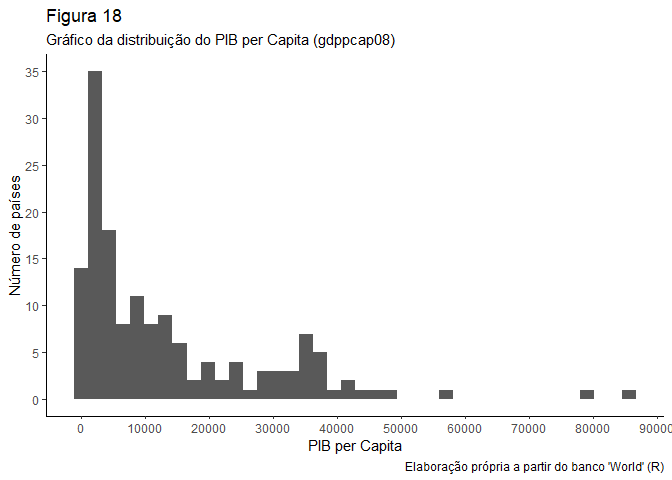 Figura 18
Gráfico da distribuição do PIB per Capita (gdppcap08)
Número de países
35
30
25
20
15
10
5
0
0 10000 20000 30000 40000 50000 60000 70000 80000 90000
PIB per Capita
Elaboração própria a partir do banco 'World' (R)